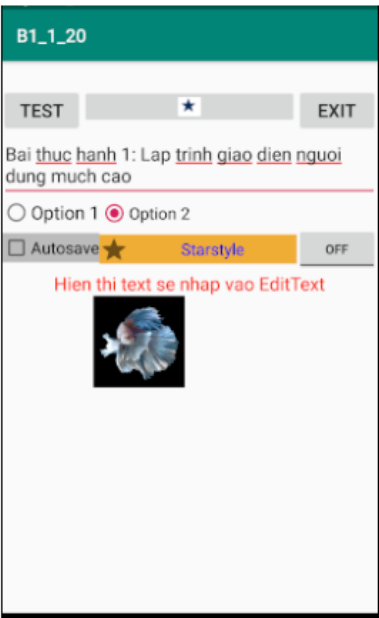 B1_1_20
TEST
EXIT
Bai thuc hanh 1: Lap trinh giao dien nguoi
dung much cao
Option 1 Option 2
Autosave Starstyle OFF
Hien thi text se nhap vao EditText